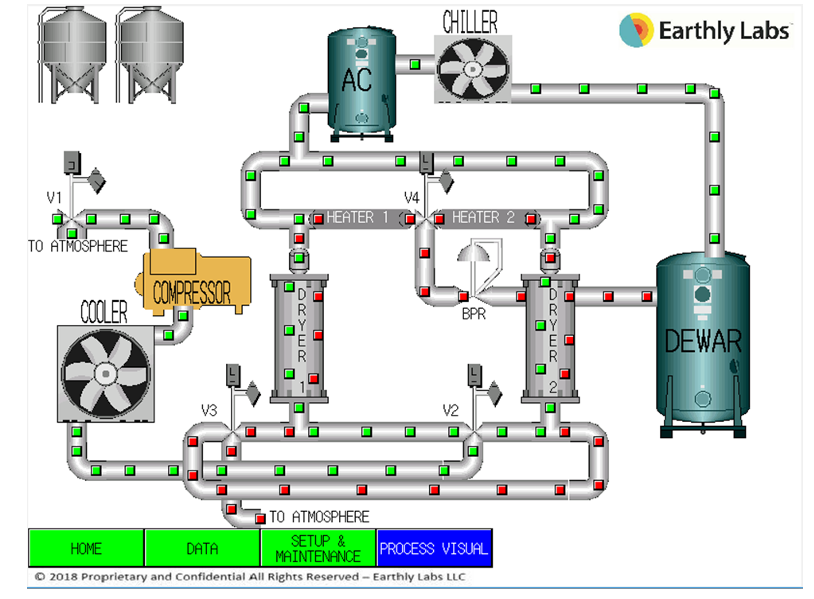 CHILLER
Earthly Labs™
AC
V1
V4
HEATER 1
HEATER 2
TO ATMOSPHERE
COMPRESSOR
DRYER 1
DRYER 2
BPR
COOLER
DEWAR
V3
V2
TO ATMOSPHERE
HOME
DATA
SETUP &
MAINTENANCE
PROCESS VISUAL
© 2018 Proprietary and Confidential All Rights Reserved – Earthly Labs LLC